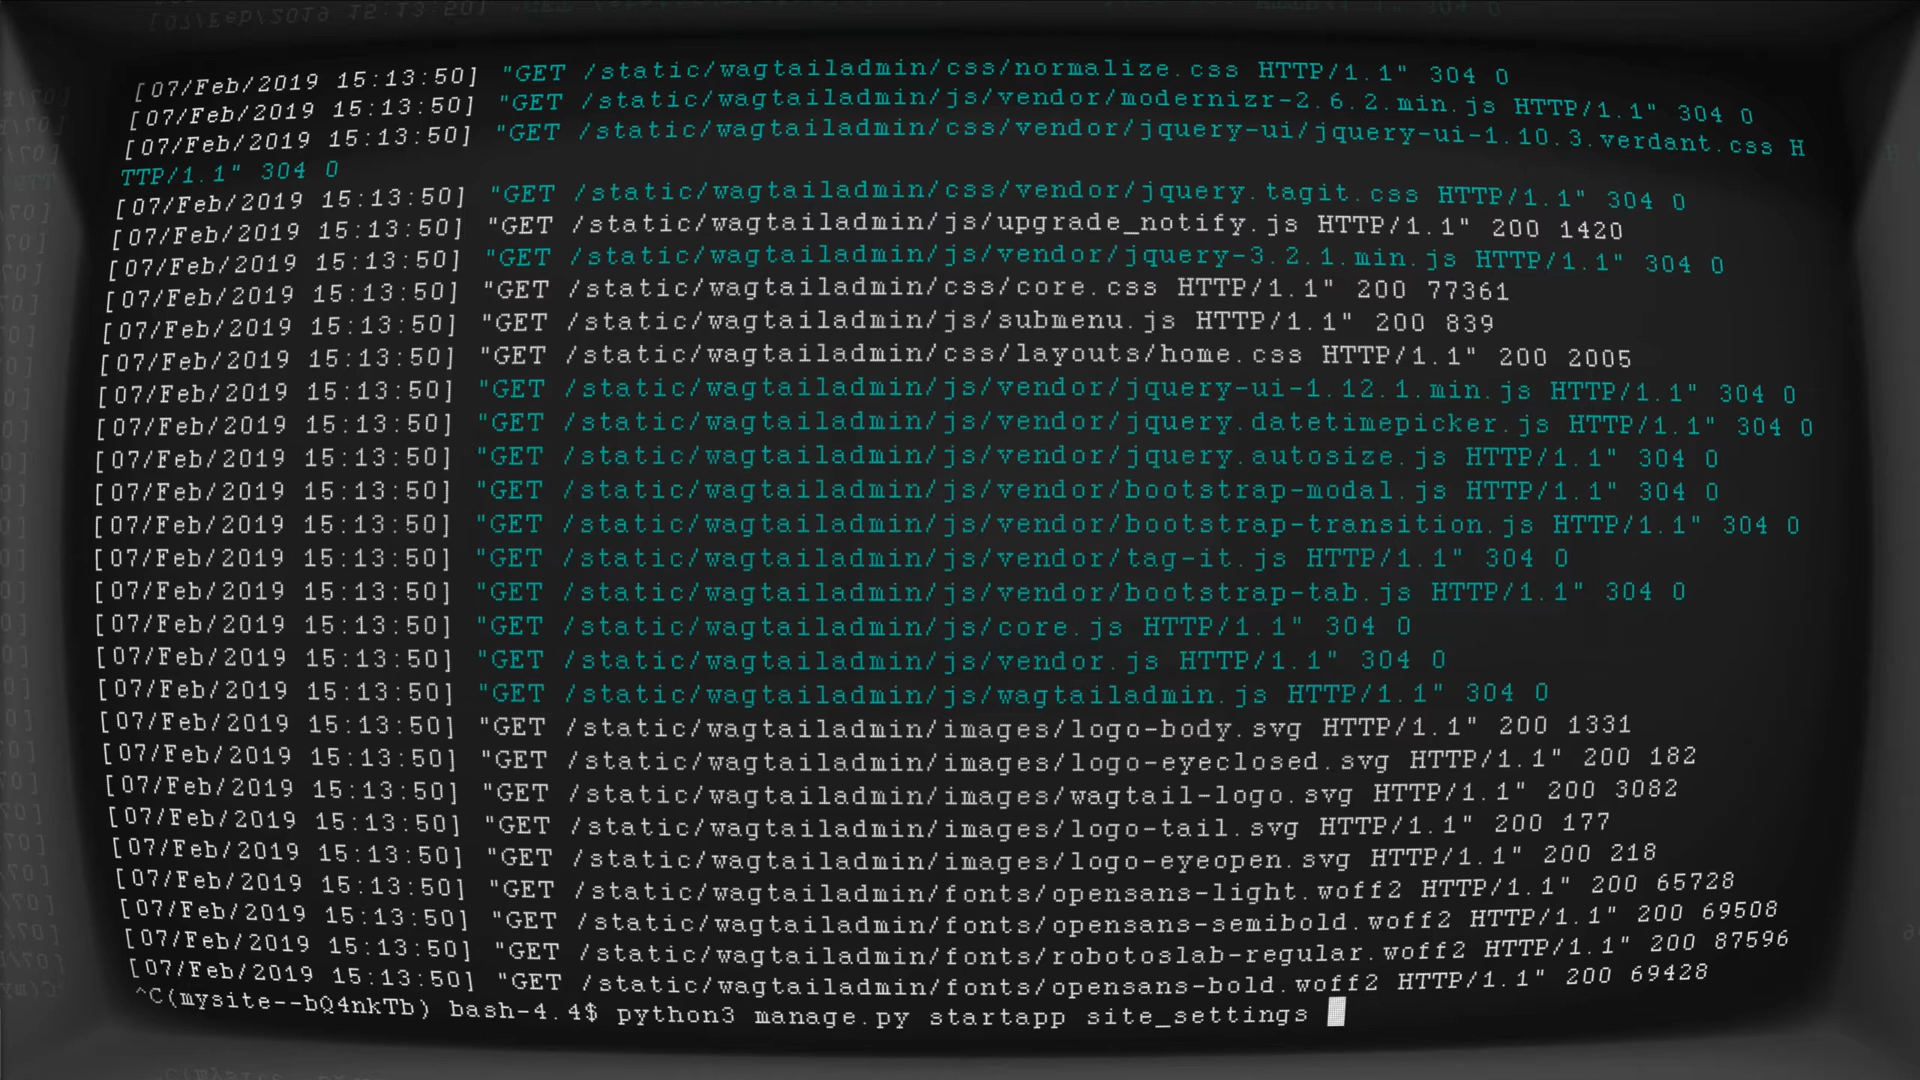 [07/Feb/2019 15:13:50] "GET /static/wagtailadmin/css/normalize.css HTTP/1.1" 304 0
[07/Feb/2019 15:13:50] "GET /static/wagtailadmin/js/vendor/modernizr-2.6.2.min.js HTTP/1.1" 304 0
[07/Feb/2019 15:13:50] "GET /static/wagtailadmin/css/vendor/jquery-ui/jquery-ui-1.10.3.verdant.css H
TTP/1.1" 304 0
[07/Feb/2019 15:13:50] "GET /static/wagtailadmin/css/vendor/jquery.tagit.css HTTP/1.1" 304 0
[07/Feb/2019 15:13:50] "GET /static/wagtailadmin/js/upgrade_notify.js HTTP/1.1" 200 1420
[07/Feb/2019 15:13:50] "GET /static/wagtailadmin/js/vendor/jquery-3.2.1.min.js HTTP/1.1" 304 0
[07/Feb/2019 15:13:50] "GET /static/wagtailadmin/css/core.css HTTP/1.1" 200 77361
[07/Feb/2019 15:13:50] "GET /static/wagtailadmin/js/submenu.js HTTP/1.1" 200 839
[07/Feb/2019 15:13:50] "GET /static/wagtailadmin/css/layouts/home.css HTTP/1.1" 200 2005
[07/Feb/2019 15:13:50] "GET /static/wagtailadmin/js/vendor/jquery-ui-1.12.1.min.js HTTP/1.1" 304 0
[07/Feb/2019 15:13:50] "GET /static/wagtailadmin/js/vendor/jquery.datetimepicker.js HTTP/1.1" 304 0
[07/Feb/2019 15:13:50] "GET /static/wagtailadmin/js/vendor/jquery.autosize.js HTTP/1.1" 304 0
[07/Feb/2019 15:13:50] "GET /static/wagtailadmin/js/vendor/bootstrap-modal.js HTTP/1.1" 304 0
[07/Feb/2019 15:13:50] "GET /static/wagtailadmin/js/vendor/bootstrap-transition.js HTTP/1.1" 304 0
[07/Feb/2019 15:13:50] "GET /static/wagtailadmin/js/vendor/tag-it.js HTTP/1.1" 304 0
[07/Feb/2019 15:13:50] "GET /static/wagtailadmin/js/vendor/bootstrap-tab.js HTTP/1.1" 304 0
[07/Feb/2019 15:13:50] "GET /static/wagtailadmin/js/core.js HTTP/1.1" 304 0
[07/Feb/2019 15:13:50] "GET /static/wagtailadmin/js/vendor.js HTTP/1.1" 304 0
[07/Feb/2019 15:13:50] "GET /static/wagtailadmin/js/wagtailadmin.js HTTP/1.1" 304 0
[07/Feb/2019 15:13:50] "GET /static/wagtailadmin/images/logo-body.svg HTTP/1.1" 200 1331
[07/Feb/2019 15:13:50] "GET /static/wagtailadmin/images/logo-eyeclosed.svg HTTP/1.1" 200 182
[07/Feb/2019 15:13:50] "GET /static/wagtailadmin/images/wagtail-logo.svg HTTP/1.1" 200 3082
[07/Feb/2019 15:13:50] "GET /static/wagtailadmin/images/logo-tail.svg HTTP/1.1" 200 177
[07/Feb/2019 15:13:50] "GET /static/wagtailadmin/images/logo-eyeopen.svg HTTP/1.1" 200 218
[07/Feb/2019 15:13:50] "GET /static/wagtailadmin/fonts/opensans-light.woff2 HTTP/1.1" 200 65728
[07/Feb/2019 15:13:50] "GET /static/wagtailadmin/fonts/opensans-semibold.woff2 HTTP/1.1" 200 69508
[07/Feb/2019 15:13:50] "GET /static/wagtailadmin/fonts/robotoslab-regular.woff2 HTTP/1.1" 200 87596
[07/Feb/2019 15:13:50] "GET /static/wagtailadmin/fonts/opensans-bold.woff2 HTTP/1.1" 200 69428
^C(mysite--bQ4nkTb) bash-4.4$ python3 manage.py startapp site_settings